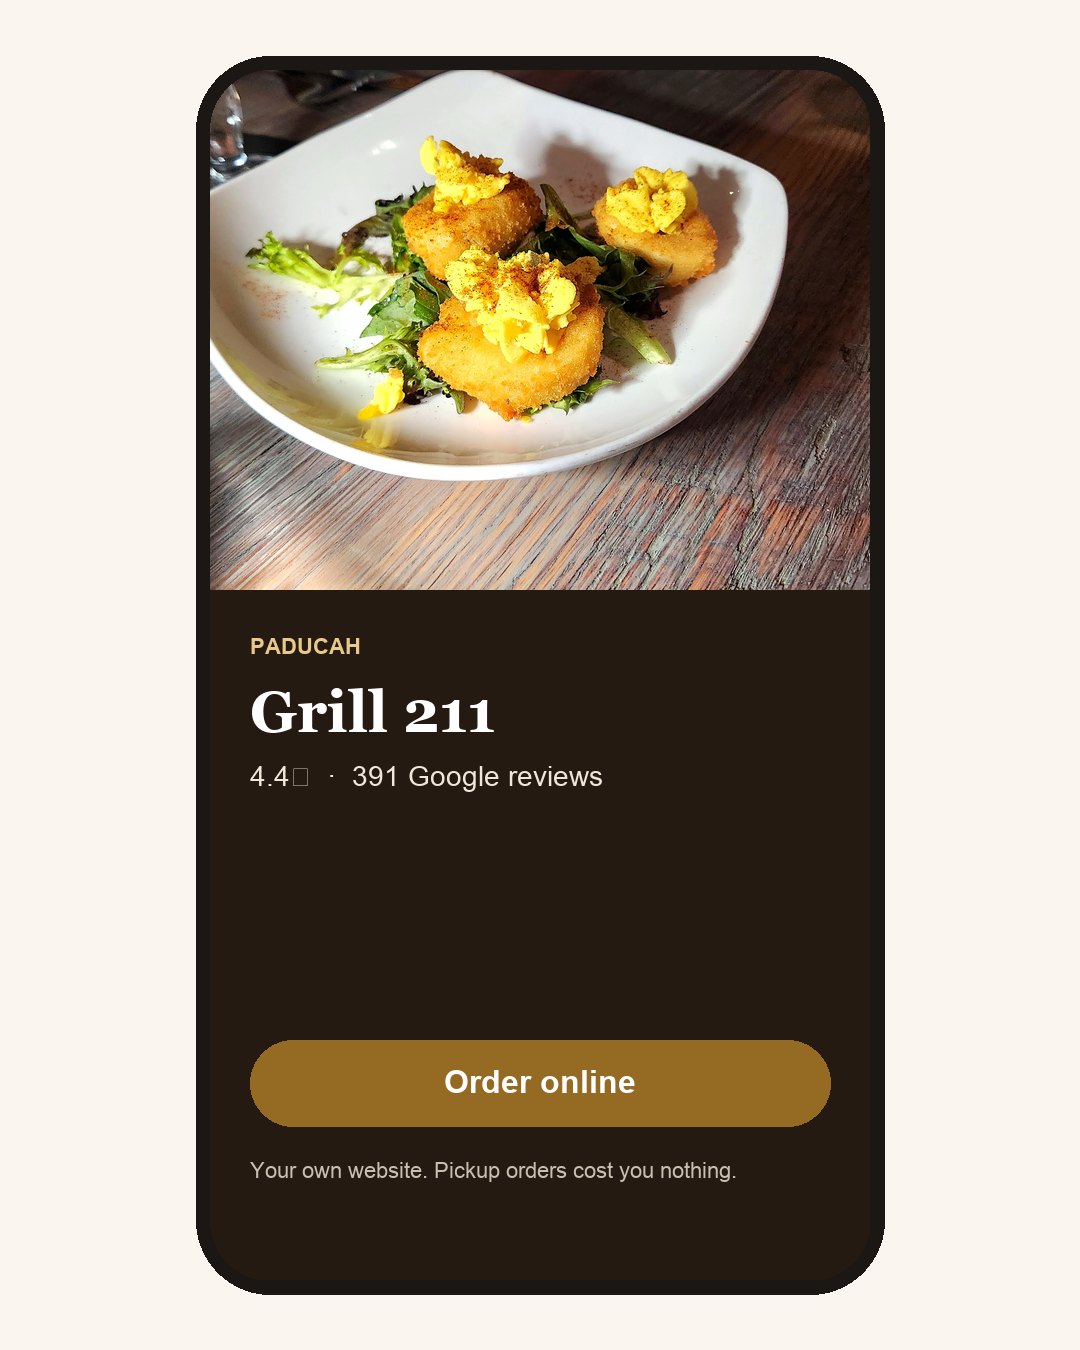 PADUCAH
Grill 211
4.4□ · 391 Google reviews
Order online
Your own website. Pickup orders cost you nothing.